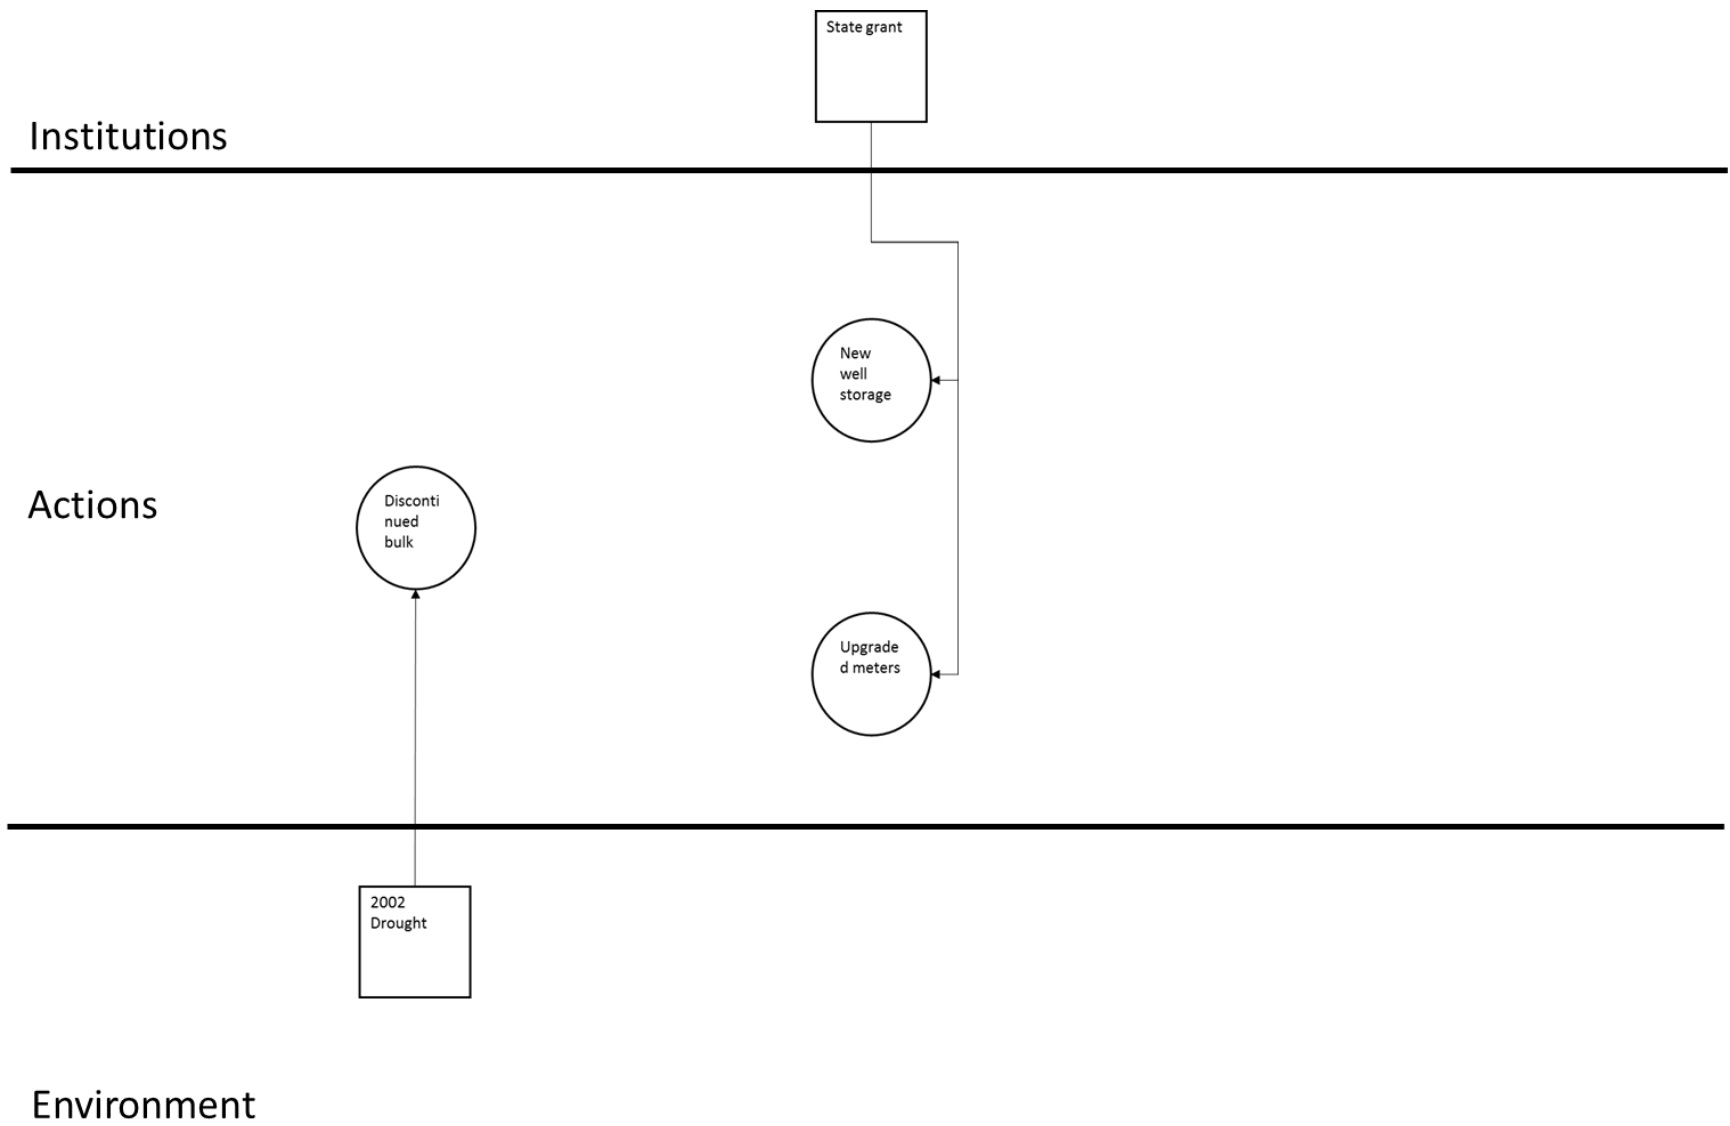 State grant
Institutions
New
well
storage
Disconti
nued
bulk
Actions
Upgrade
d meters
2002
Drought
Environment